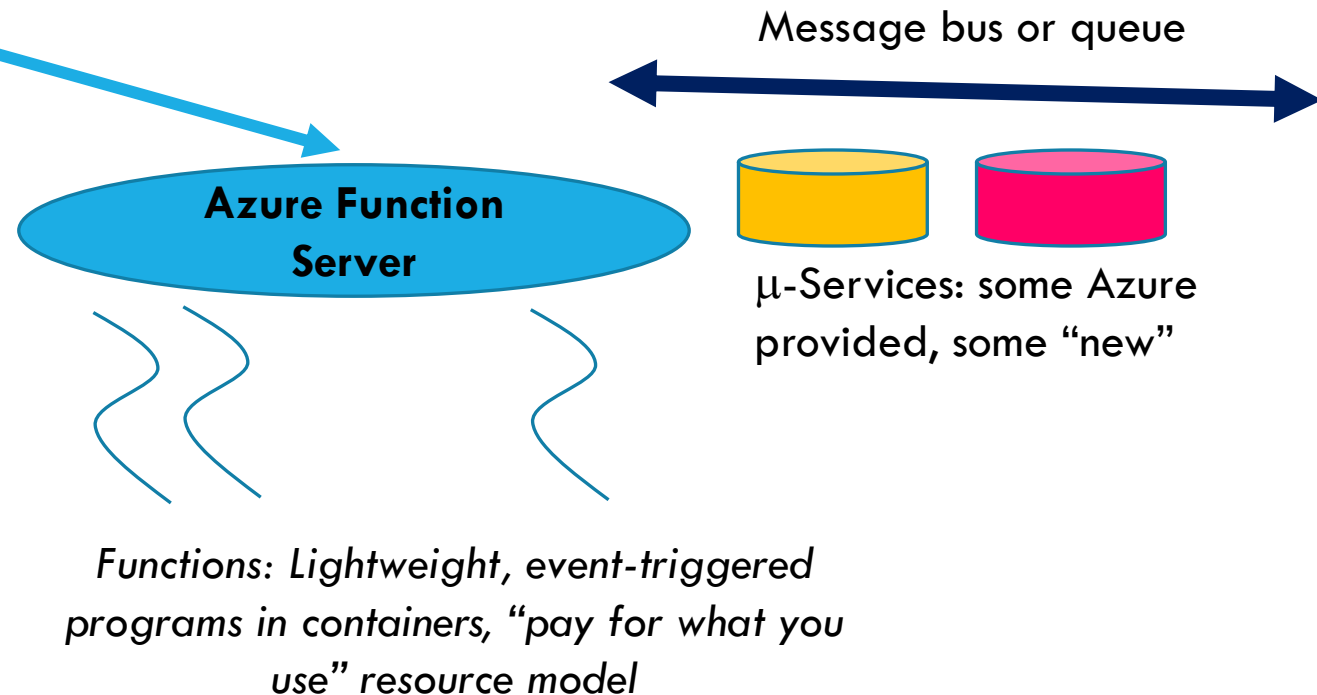 Message bus or queue
Azure Function
Server
μ-Services: some Azure
provided, some “new”
Functions: Lightweight, event-triggered
programs in containers, “pay for what you
use” resource model